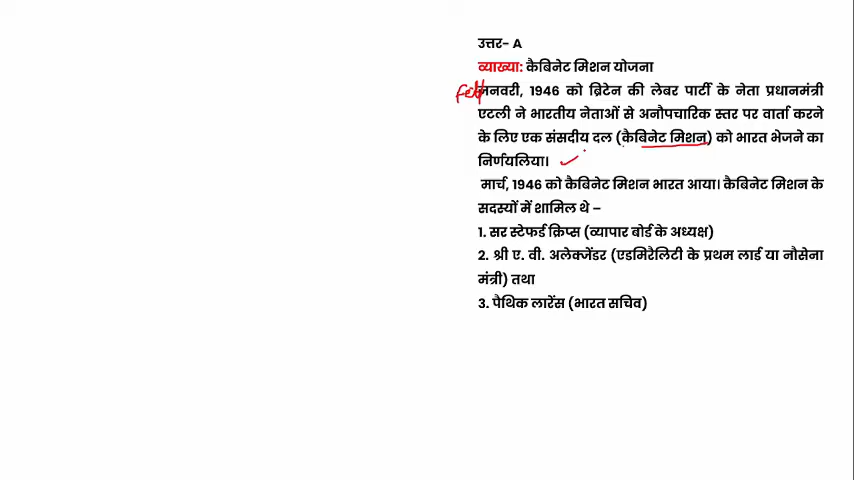 उत्तर- A
व्याख्या: कैबिनेट मिशन योजना
Feb जनवरी, 1946 को ब्रिटेन की लेबर पार्टी के नेता प्रधानमंत्री
एटली ने भारतीय नेताओं से अनौपचारिक स्तर पर वार्ता करने
के लिए एक संसदीय दल (कैबिनेट मिशन) को भारत भेजने का
निर्णयलिया।
मार्च, 1946 को कैबिनेट मिशन भारत आया। कैबिनेट मिशन के
सदस्यों में शामिल थे –
1. सर स्टेफर्ड क्रिप्स (व्यापार बोर्ड के अध्यक्ष)
2. श्री ए. वी. अलेक्जेंडर (एडमिरैलिटी के प्रथम लार्ड या नौसेना
मंत्री) तथा
3. पैथिक लारेंस (भारत सचिव)